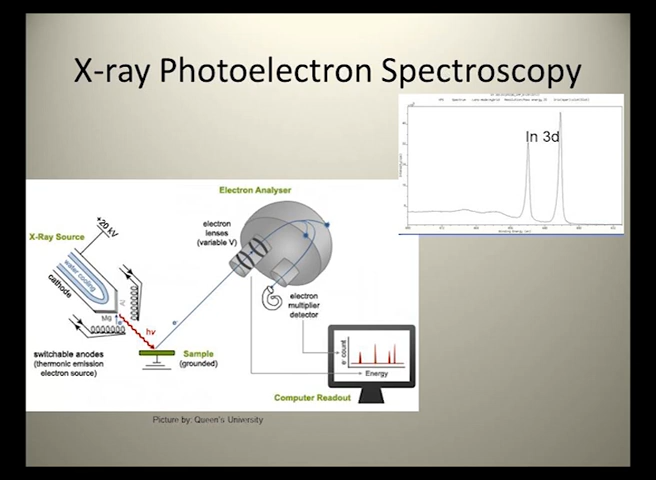 X-ray Photoelectron Spectroscopy
In 3d
Electron Analyser
+20 kV
electron
lenses
(variable V)
X-Ray Source
water cooling
cathode
Al
Mg
e⁻
hv
e⁻
electron
multiplier
detector
switchable anodes
(thermonic emission
electron source)
Sample
(grounded)
e⁻ count
Energy
Computer Readout
Picture by: Queen's University